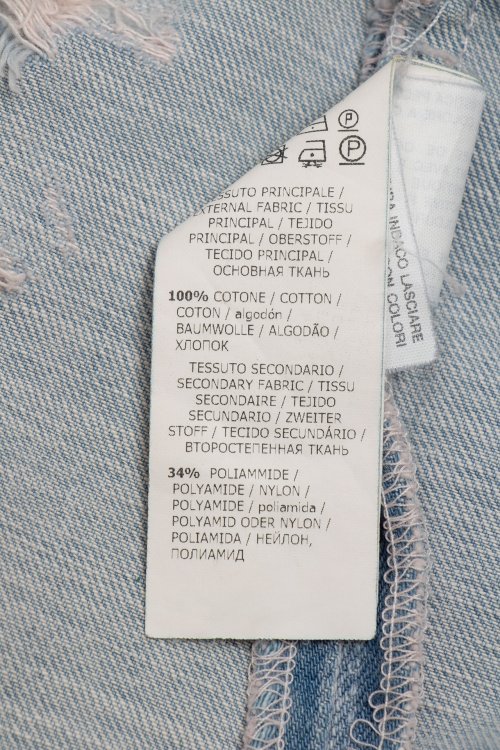 P
P
TESSUTO PRINCIPALE /
EXTERNAL FABRIC / TISSU
PRINCIPAL / TEJIDO
PRINCIPAL / OBERSTOFF /
TECIDO PRINCIPAL /
ОСНОВНАЯ ТКАНЬ
100% COTONE / COTTON /
COTON / algodón /
BAUMWOLLE / ALGODÃO /
ХЛОПОК
TESSUTO SECONDARIO /
SECONDARY FABRIC / TISSU
SECONDAIRE / TEJIDO
SECUNDARIO / ZWEITER
STOFF / TECIDO SECUNDÁRIO /
ВТОРОСТЕПЕННАЯ ТКАНЬ
34% POLIAMMIDE /
POLYAMIDE / NYLON /
POLYAMIDE / poliamida /
POLYAMID ODER NYLON /
POLIAMIDA / НЕЙЛОН,
ПОЛИАМИД
INDACO LASCIARE
CON COLORI